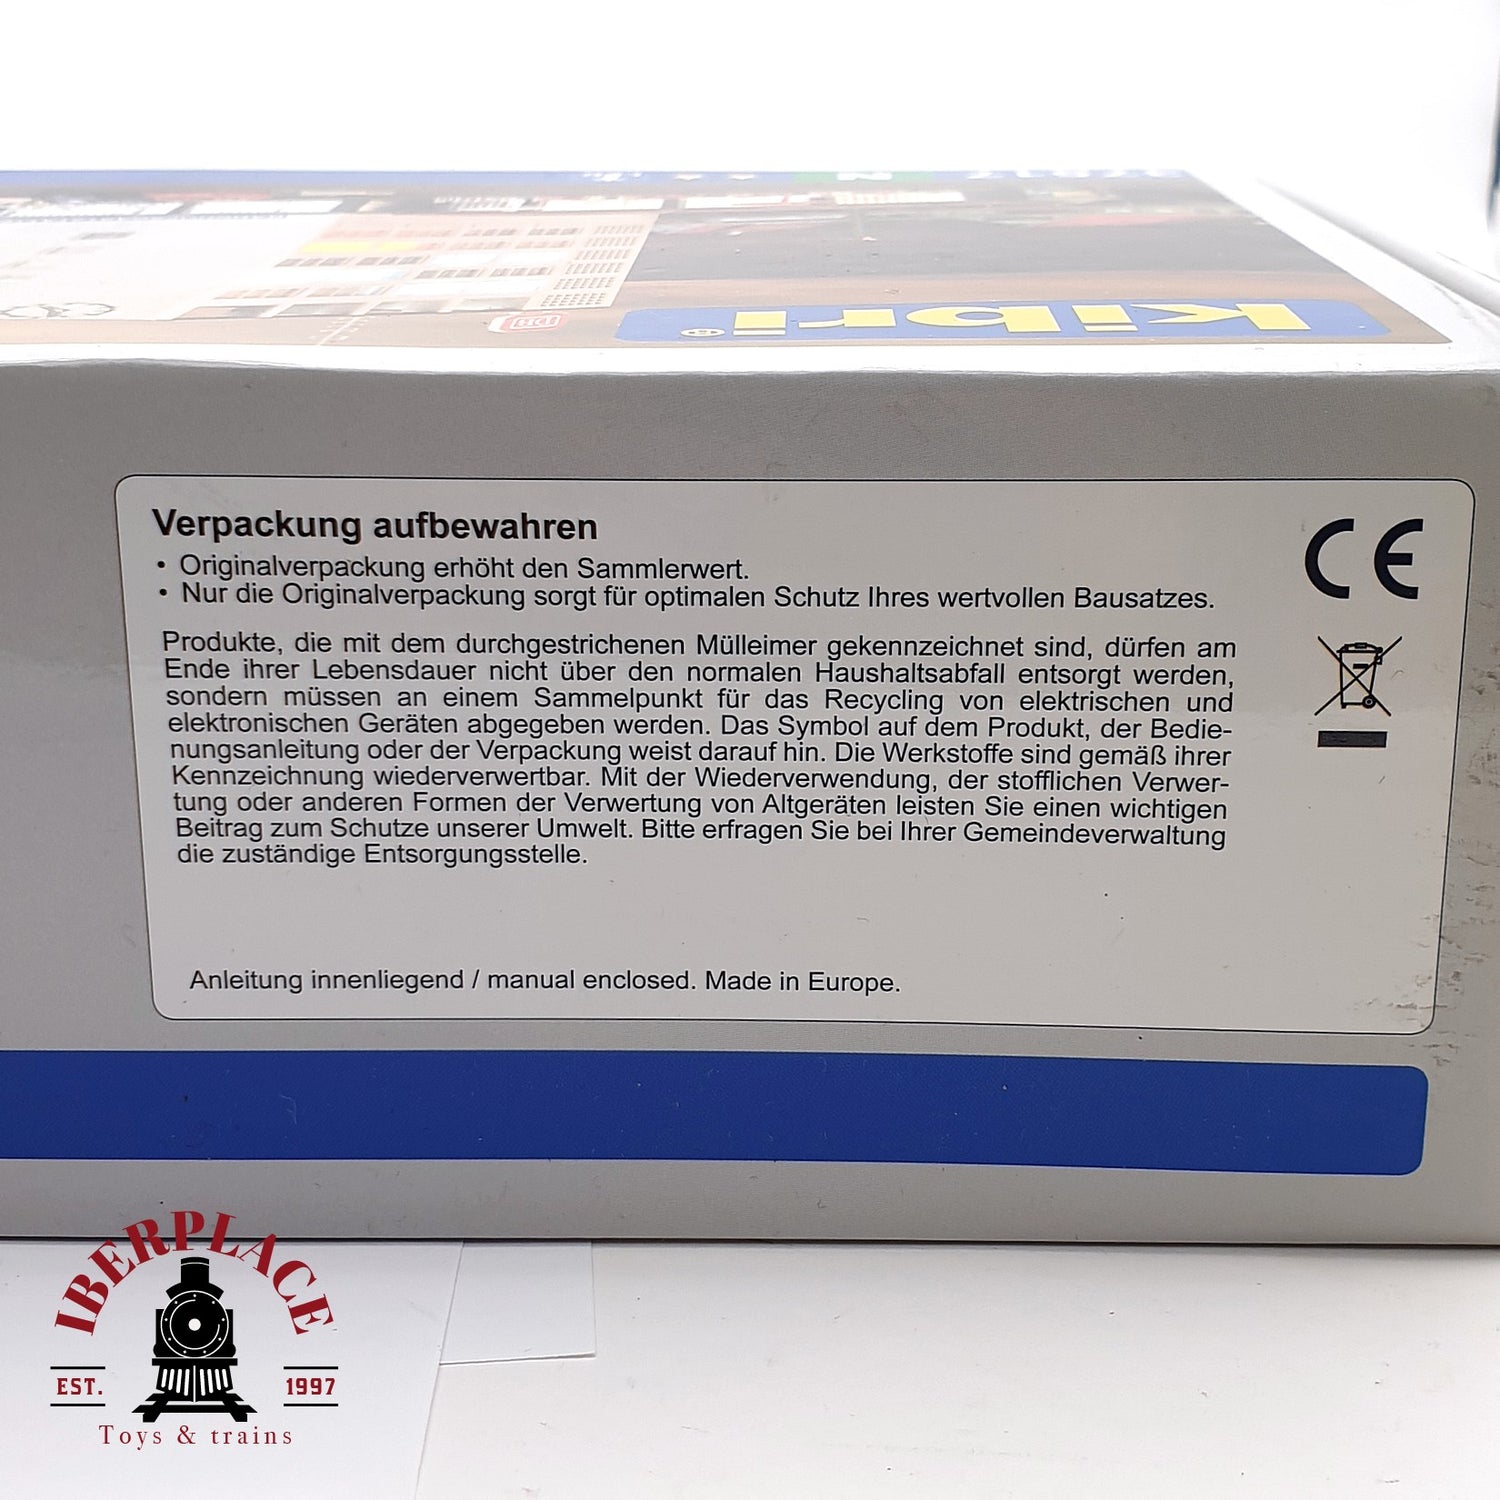 N
DB
kibri
Verpackung aufbewahren
• Originalverpackung erhöht den Sammlerwert.
• Nur die Originalverpackung sorgt für optimalen Schutz Ihres wertvollen Bausatzes.
Produkte, die mit dem durchgestrichenen Mülleimer gekennzeichnet sind, dürfen am
Ende ihrer Lebensdauer nicht über den normalen Haushaltsabfall entsorgt werden,
sondern müssen an einem Sammelpunkt für das Recycling von elektrischen und
elektronischen Geräten abgegeben werden. Das Symbol auf dem Produkt, der Bedie-
nungsanleitung oder der Verpackung weist darauf hin. Die Werkstoffe sind gemäß ihrer
Kennzeichnung wiederverwertbar. Mit der Wiederverwendung, der stofflichen Verwer-
tung oder anderen Formen der Verwertung von Altgeräten leisten Sie einen wichtigen
Beitrag zum Schutze unserer Umwelt. Bitte erfragen Sie bei Ihrer Gemeindeverwaltung
die zuständige Entsorgungsstelle.
Anleitung innenliegend / manual enclosed. Made in Europe.
CE
IBERPLACE
EST. 1997
Toys & trains